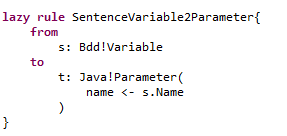 lazy rule SentenceVariable2Parameter{
    from
        s: Bdd!Variable
    to
        t: Java!Parameter(
            name <- s.Name
        )
}